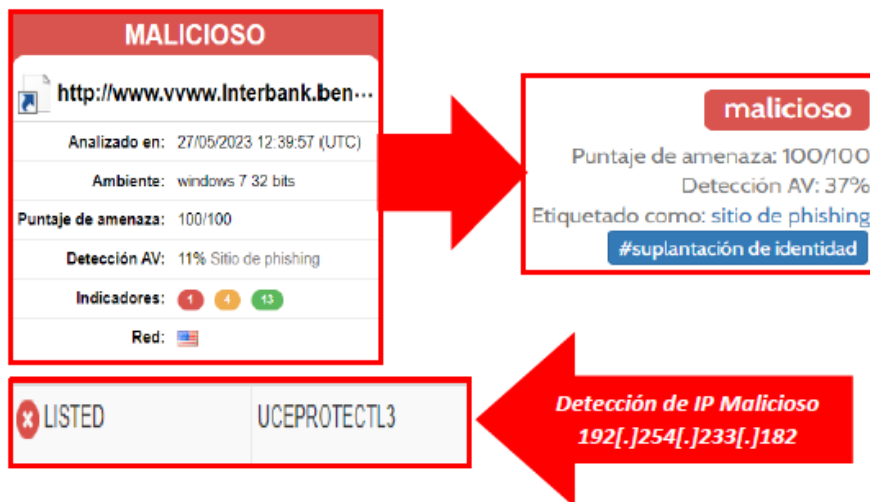 MALICIOSO
http://www.vvww.Interbank.ben...
Analizado en: 27/05/2023 12:39:57 (UTC)
Ambiente: windows 7 32 bits
Puntaje de amenaza: 100/100
Detección AV: 11% Sitio de phishing
Indicadores: 1 4 13
Red:
malicioso
Puntaje de amenaza: 100/100
Detección AV: 37%
Etiquetado como: sitio de phishing
#suplantación de identidad
LISTED UCEPROTECTL3
Detección de IP Malicioso
192[.]254[.]233[.]182